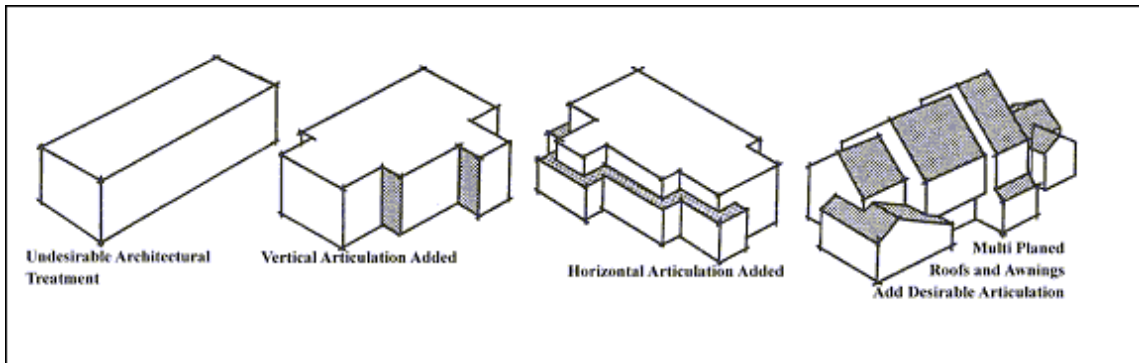 Undesirable Architectural
Treatment
Vertical Articulation Added
Horizontal Articulation Added
Multi Planed
Roofs and Awnings
Add Desirable Articulation